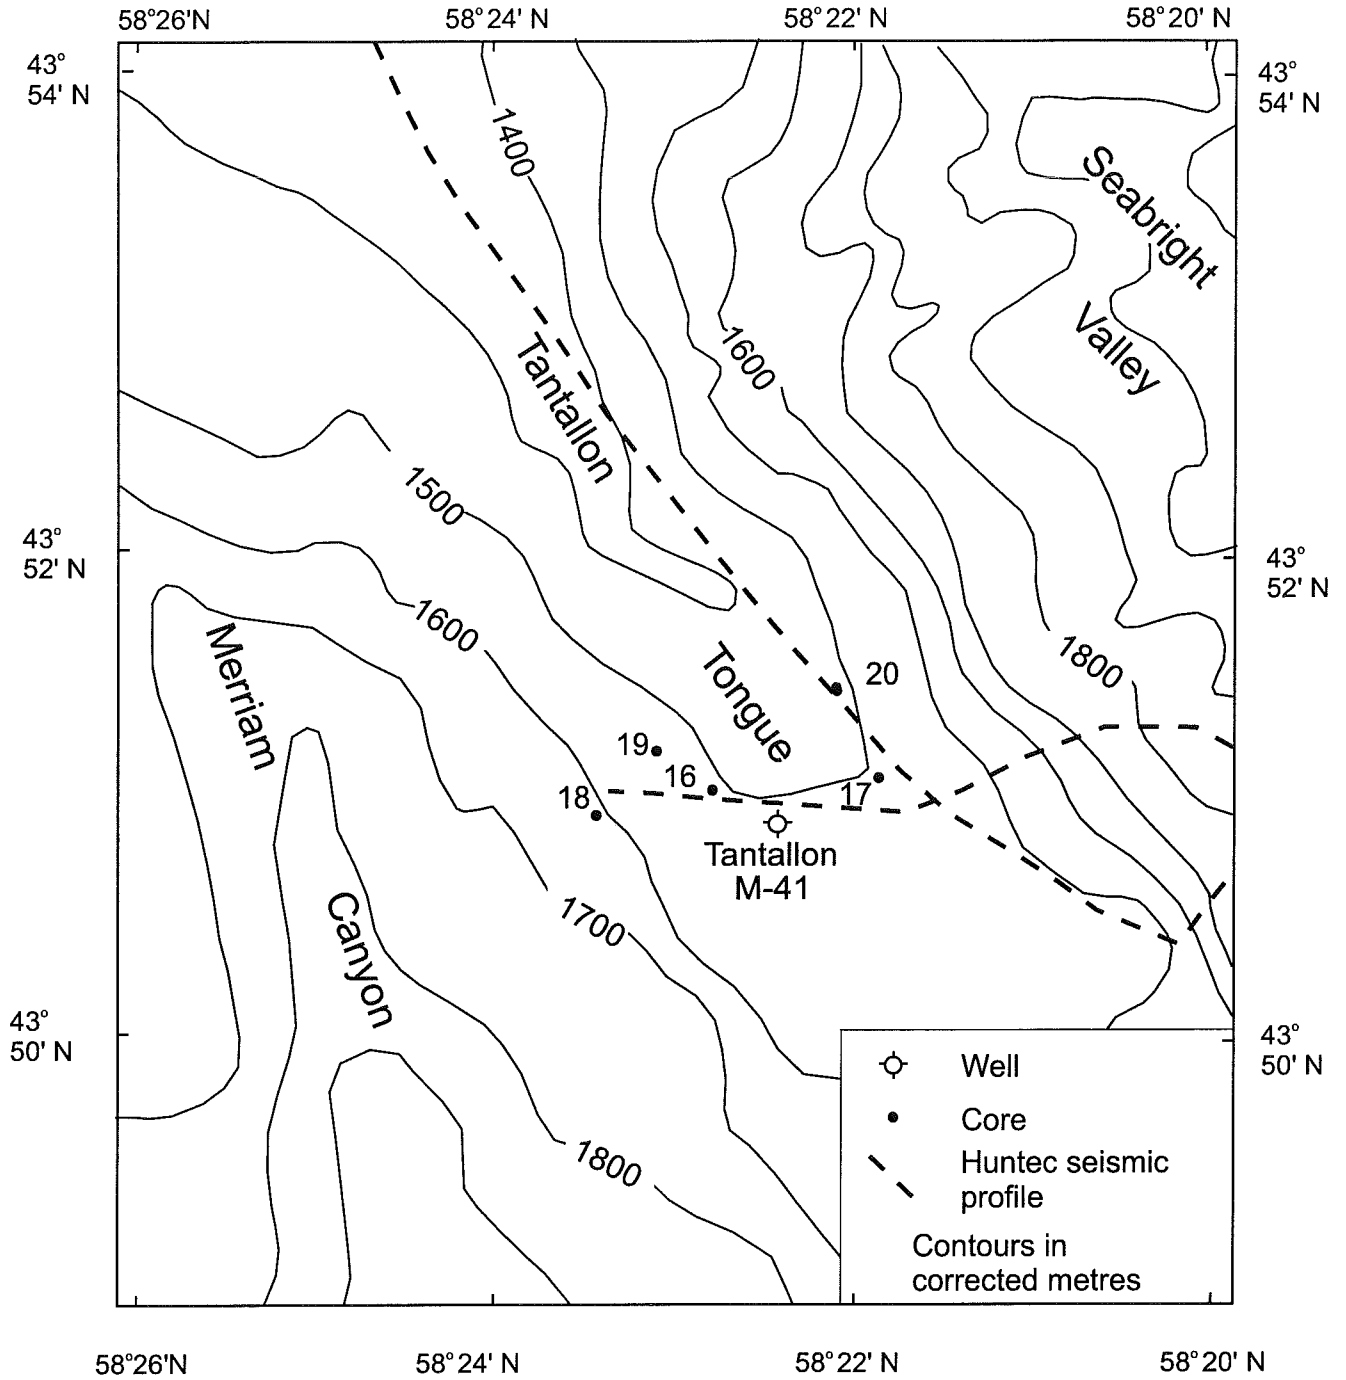 58°26'N
58°24' N
58°22' N
58°20' N
43°
54' N
43°
54' N
1400
Seabright
Valley
1600
Tantallon
1500
43°
52' N
43°
52' N
1600
Merriam
1800
Tongue
20
19
16
17
18
Tantallon
M-41
1700
Canyon
43°
50' N
43°
50' N
1800
Well
Core
Huntec seismic
profile
Contours in
corrected metres
58°26'N
58°24' N
58°22' N
58°20' N